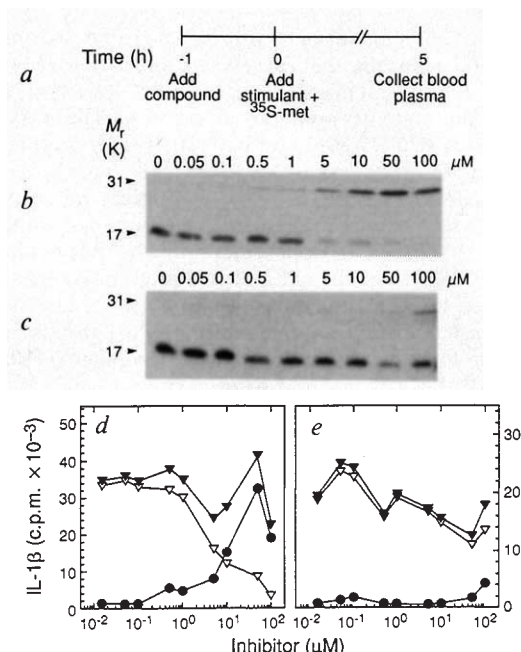 a
Time (h)
-1 0 5
Add compound
Add stimulant + ³⁵S-met
Collect blood plasma
Mᵣ (K)
0 0.05 0.1 0.5 1 5 10 50 100 μM
b
31
17
0 0.05 0.1 0.5 1 5 10 50 100 μM
c
31
17
IL-1β (c.p.m. × 10⁻³)
50
40
30
20
10
0
d
e
30
20
10
0
10⁻² 10⁻¹ 10⁰ 10¹ 10² 10⁻² 10⁻¹ 10⁰ 10¹ 10²
Inhibitor (μM)